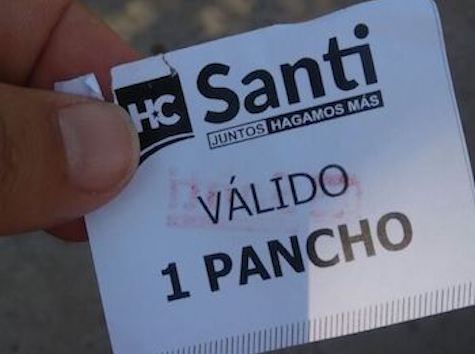 HC
Santi
JUNTOS HAGAMOS MÁS
VÁLIDO
1 PANCHO